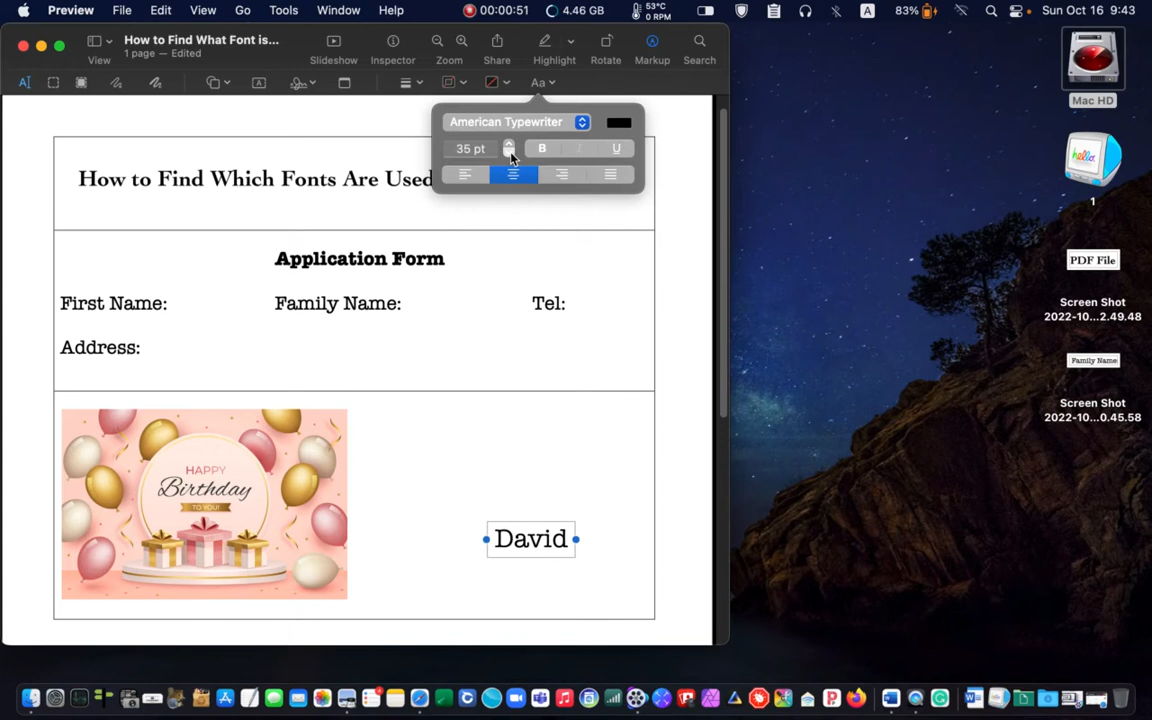 Preview File Edit View Go Tools Window Help 00:00:51 4.46 GB 53°C 0 RPM A 83% Sun Oct 16 9:43
How to Find What Font is...
1 page — Edited
View Slideshow Inspector Zoom Share Highlight Rotate Markup Search
Aa
American Typewriter
35 pt B I U
How to Find Which Fonts Are Used
Application Form
First Name: Family Name: Tel:
Address:
HAPPY
Birthday
TO YOU!
David
Mac HD
hello
1
PDF File
Screen Shot
2022-10...2.49.48
Family Name:
Screen Shot
2022-10...0.45.58